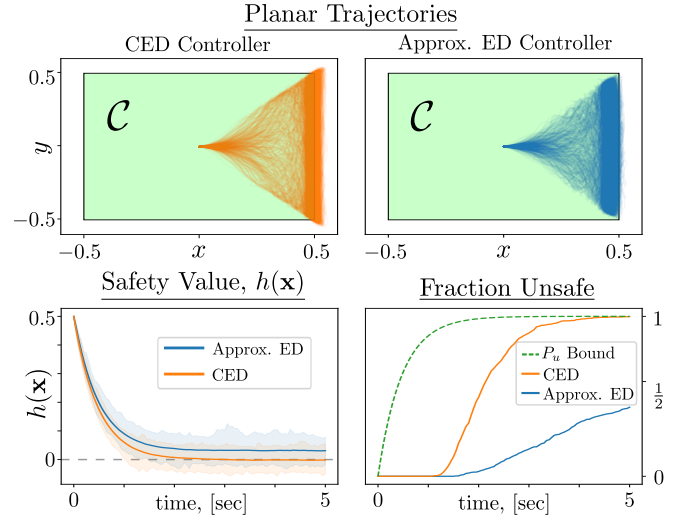 Planar Trajectories
CED Controller
Approx. ED Controller
0.5
y
−0.5
C
−0.5
x
0.5
C
−0.5
x
0.5
Safety Value, h(x)
Fraction Unsafe
0.5
h(x)
0
Approx. ED
CED
0
time, [sec]
5
P_u Bound
CED
Approx. ED
1
1/2
0
0
time, [sec]
5